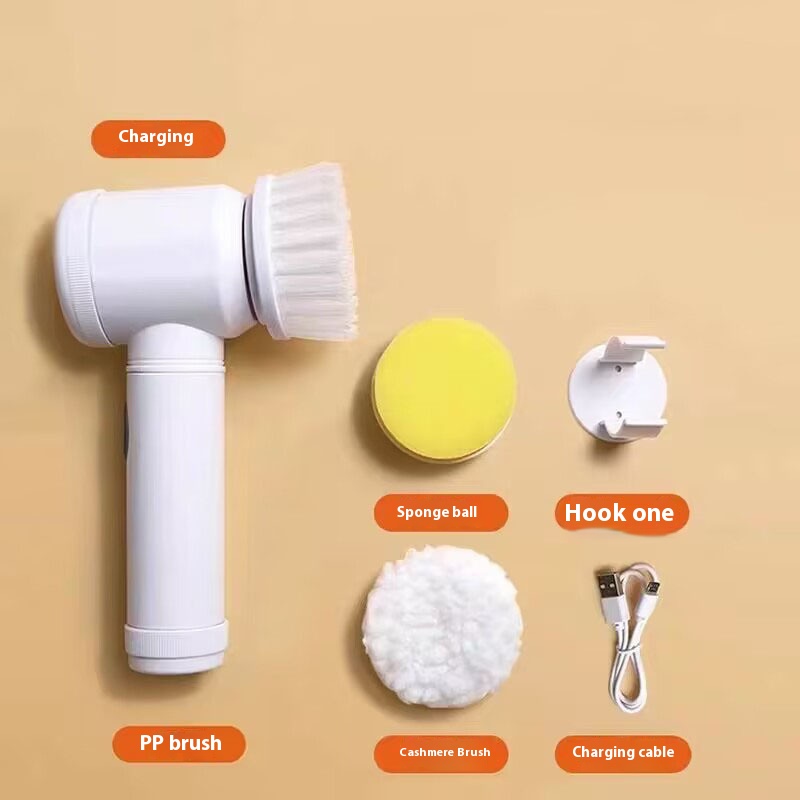 Charging
Sponge ball
Hook one
PP brush
Cashmere Brush
Charging cable